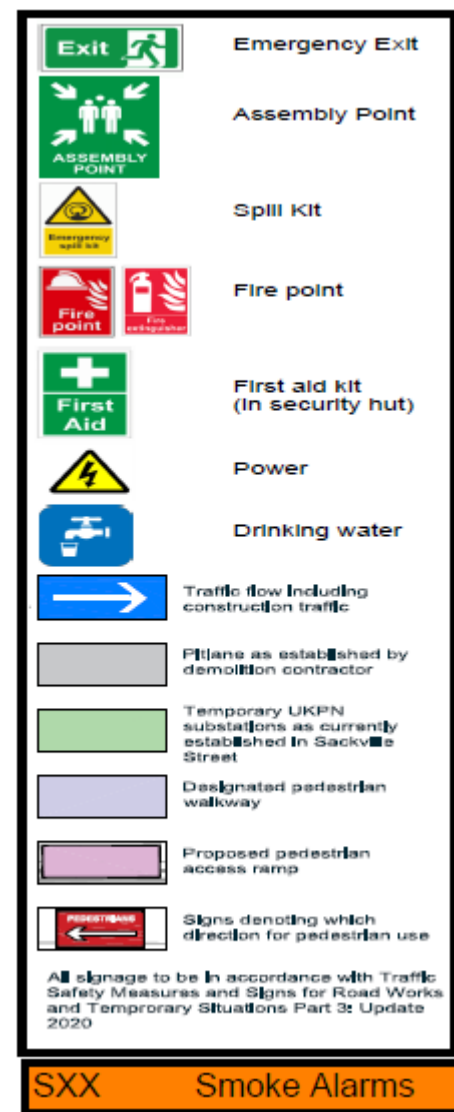 Exit
Emergency Exit
ASSEMBLY
POINT
Assembly Point
Emergency
spill kit
Spill Kit
Fire
point
Fire
extinguisher
Fire point
First
Aid
First aid kit
(in security hut)
Power
Drinking water
Traffic flow including
construction traffic
Pitlane as established by
demolition contractor
Temporary UKPN
substations as currently
established in Sackville
Street
Designated pedestrian
walkway
Proposed pedestrian
access ramp
PEDESTRIANS
Signs denoting which
direction for pedestrian use
All signage to be in accordance with Traffic
Safety Measures and Signs for Road Works
and Temprorary Situations Part 3: Update
2020
SXX Smoke Alarms